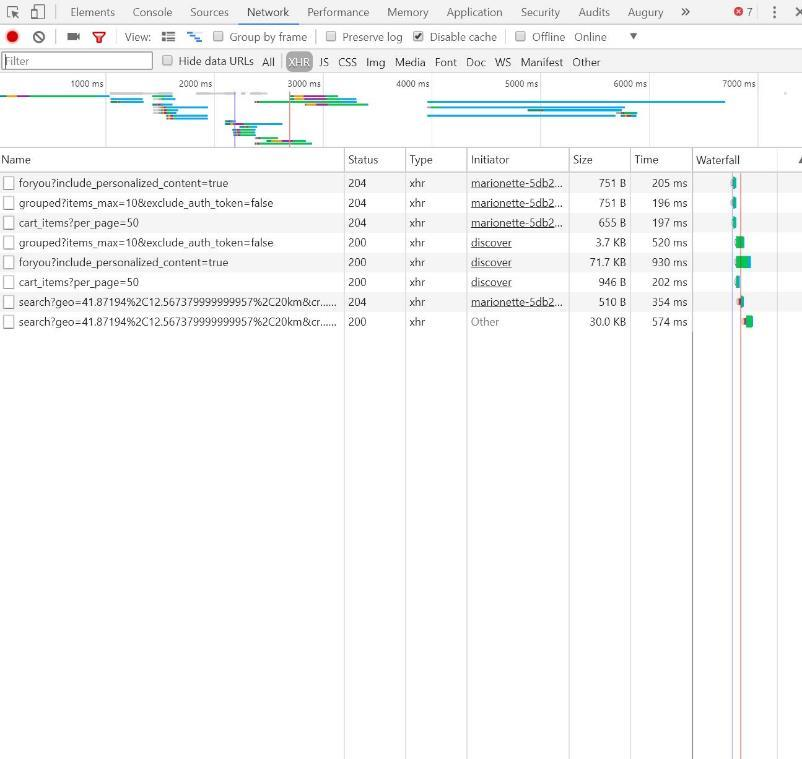 Elements Console Sources Network Performance Memory Application Security Audits Augury » 7
View: Group by frame Preserve log Disable cache Offline Online
Filter Hide data URLs All XHR JS CSS Img Media Font Doc WS Manifest Other
1000 ms 2000 ms 3000 ms 4000 ms 5000 ms 6000 ms 7000 ms
Name Status Type Initiator Size Time Waterfall
foryou?include_personalized_content=true 204 xhr marionette-5db2... 751 B 205 ms
grouped?items_max=10&exclude_auth_token=false 204 xhr marionette-5db2... 751 B 196 ms
cart_items?per_page=50 204 xhr marionette-5db2... 655 B 197 ms
grouped?items_max=10&exclude_auth_token=false 200 xhr discover 3.7 KB 520 ms
foryou?include_personalized_content=true 200 xhr discover 71.7 KB 930 ms
cart_items?per_page=50 200 xhr discover 946 B 202 ms
search?geo=41.87194%2C12.567379999999957%2C20km&cr...... 204 xhr marionette-5db2... 510 B 354 ms
search?geo=41.87194%2C12.567379999999957%2C20km&cr...... 200 xhr Other 30.0 KB 574 ms